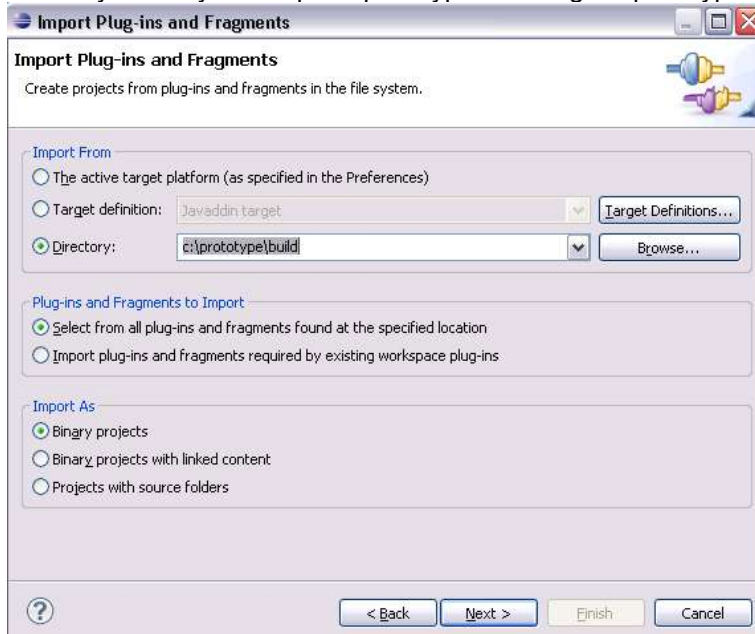 Import Plug-ins and Fragments
Import Plug-ins and Fragments
Create projects from plug-ins and fragments in the file system.
Import From
The active target platform (as specified in the Preferences)
Target definition: Javaddin target Target Definitions...
Directory: c:\prototype\build Browse...
Plug-ins and Fragments to Import
Select from all plug-ins and fragments found at the specified location
Import plug-ins and fragments required by existing workspace plug-ins
Import As
Binary projects
Binary projects with linked content
Projects with source folders
? < Back Next > Finish Cancel